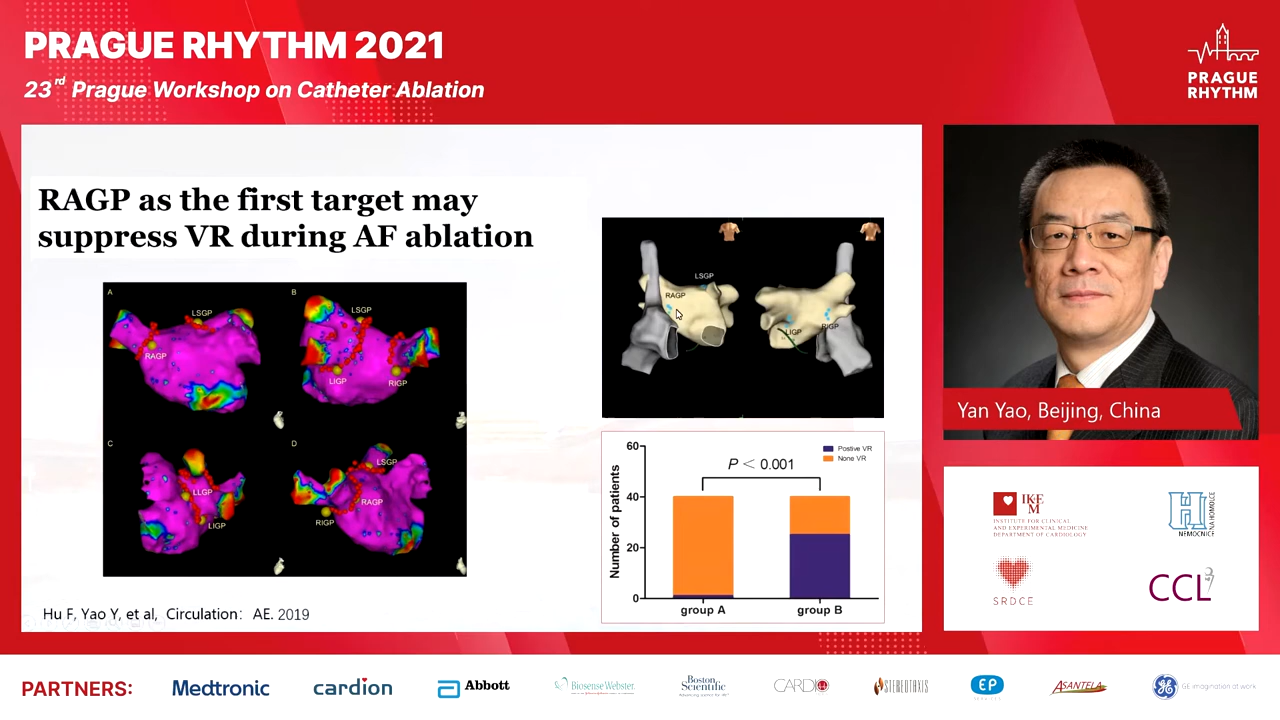 PRAGUE RHYTHM 2021
23rd Prague Workshop on Catheter Ablation
PRAGUE
RHYTHM
RAGP as the first target may
suppress VR during AF ablation
A
LSGP
RAGP
B
LSGP
LIGP
RIGP
C
LLGP
LIGP
D
LSGP
RAGP
RIGP
LSGP
RAGP
LIGP
RIGP
Number of patients
60
40
20
0
P < 0.001
Postive VR
None VR
group A
group B
Hu F, Yao Y, et al, Circulation: AE. 2019
Yan Yao, Beijing, China
IKEM
INSTITUTE FOR CLINICAL
AND EXPERIMENTAL MEDICINE
DEPARTMENT OF CARDIOLOGY
NEMOCNICE
NA HOMOLCE
SRDCE
CCL
PARTNERS:
Medtronic
cardion
Abbott
Biosense Webster
Boston
Scientific
CARDIO
STEREOTAXIS
EP
ASANTELA
GE imagination at work